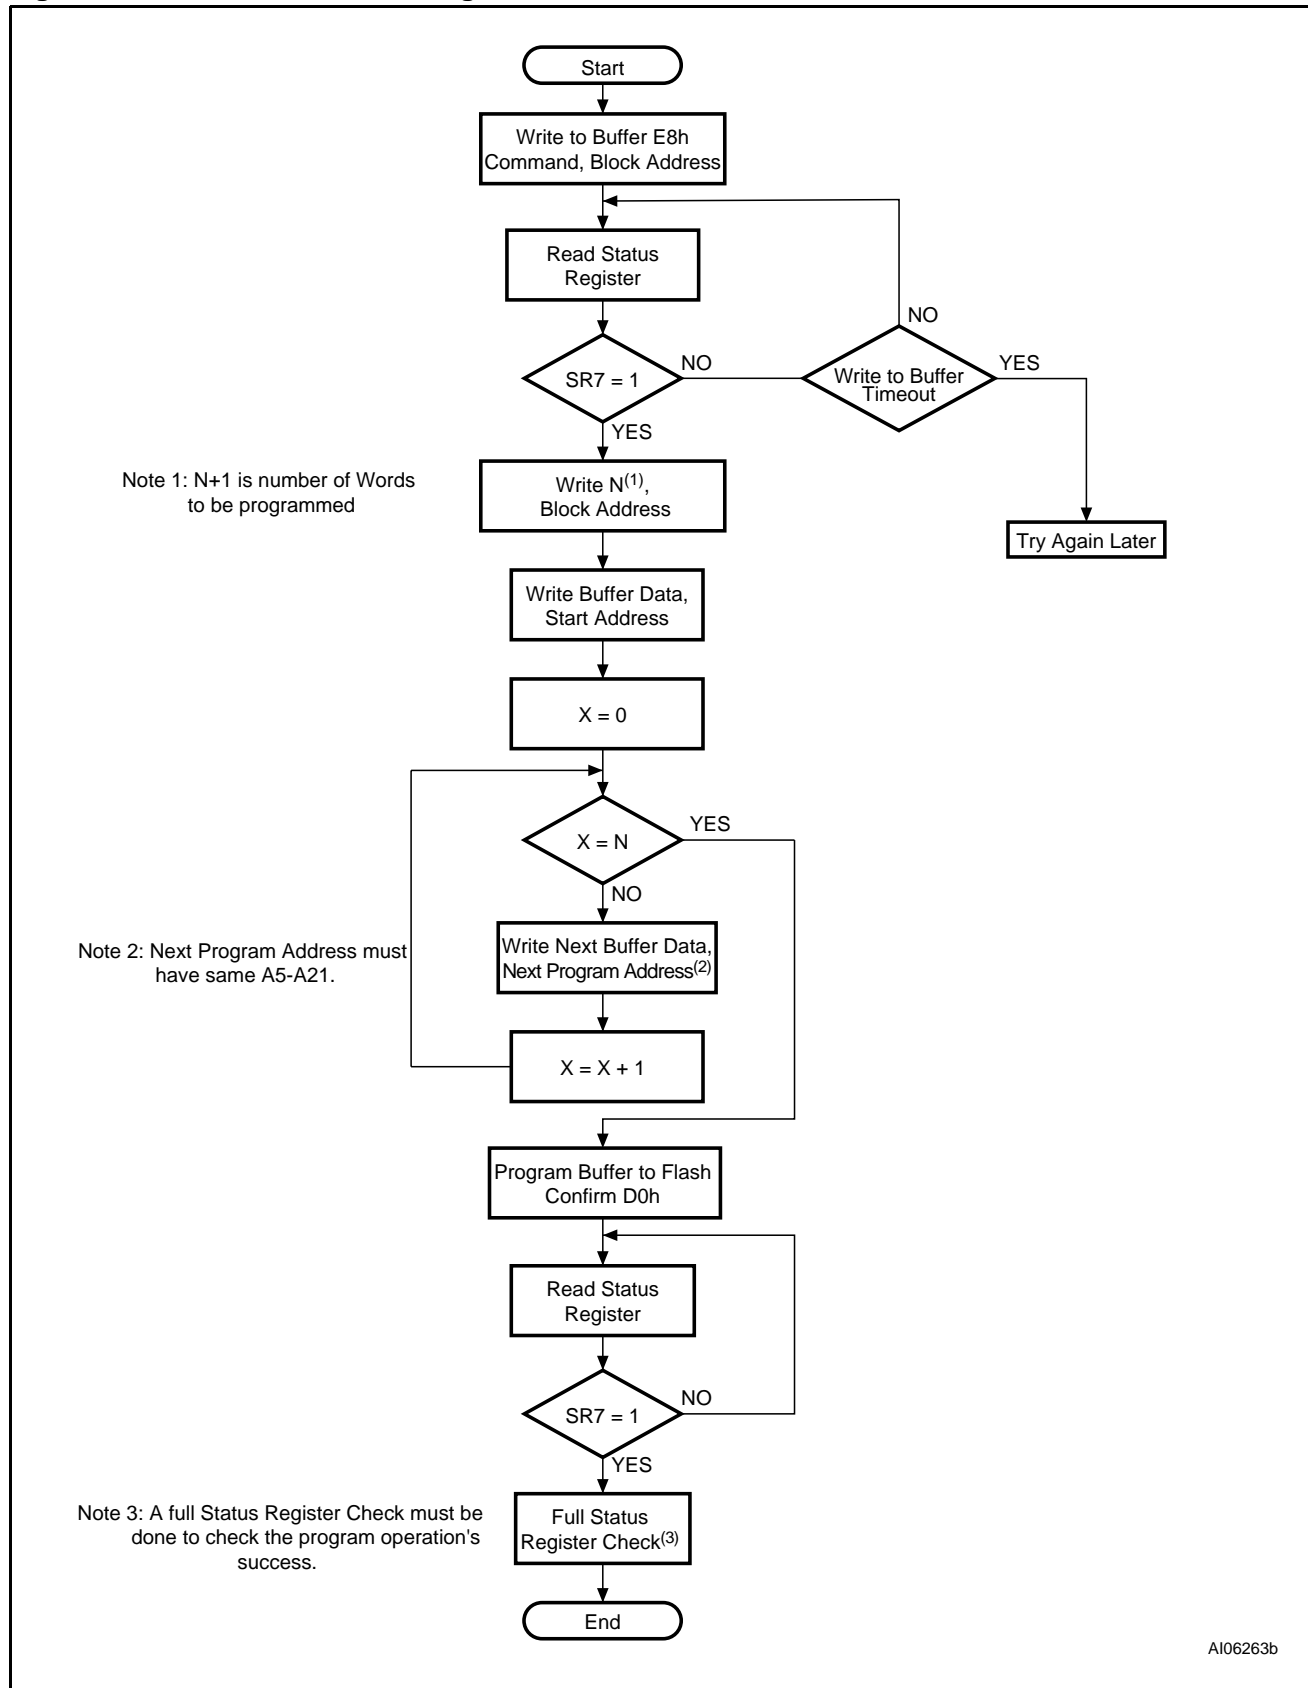 Start
Write to Buffer E8h
Command, Block Address
Read Status
Register
NO
SR7 = 1
NO
Write to Buffer
Timeout
YES
YES
Note 1: N+1 is number of Words
to be programmed
Write N(1),
Block Address
Try Again Later
Write Buffer Data,
Start Address
X = 0
X = N
YES
NO
Note 2: Next Program Address must
have same A5-A21.
Write Next Buffer Data,
Next Program Address(2)
X = X + 1
Program Buffer to Flash
Confirm D0h
Read Status
Register
SR7 = 1
NO
YES
Note 3: A full Status Register Check must be
done to check the program operation's
success.
Full Status
Register Check(3)
End
AI06263b